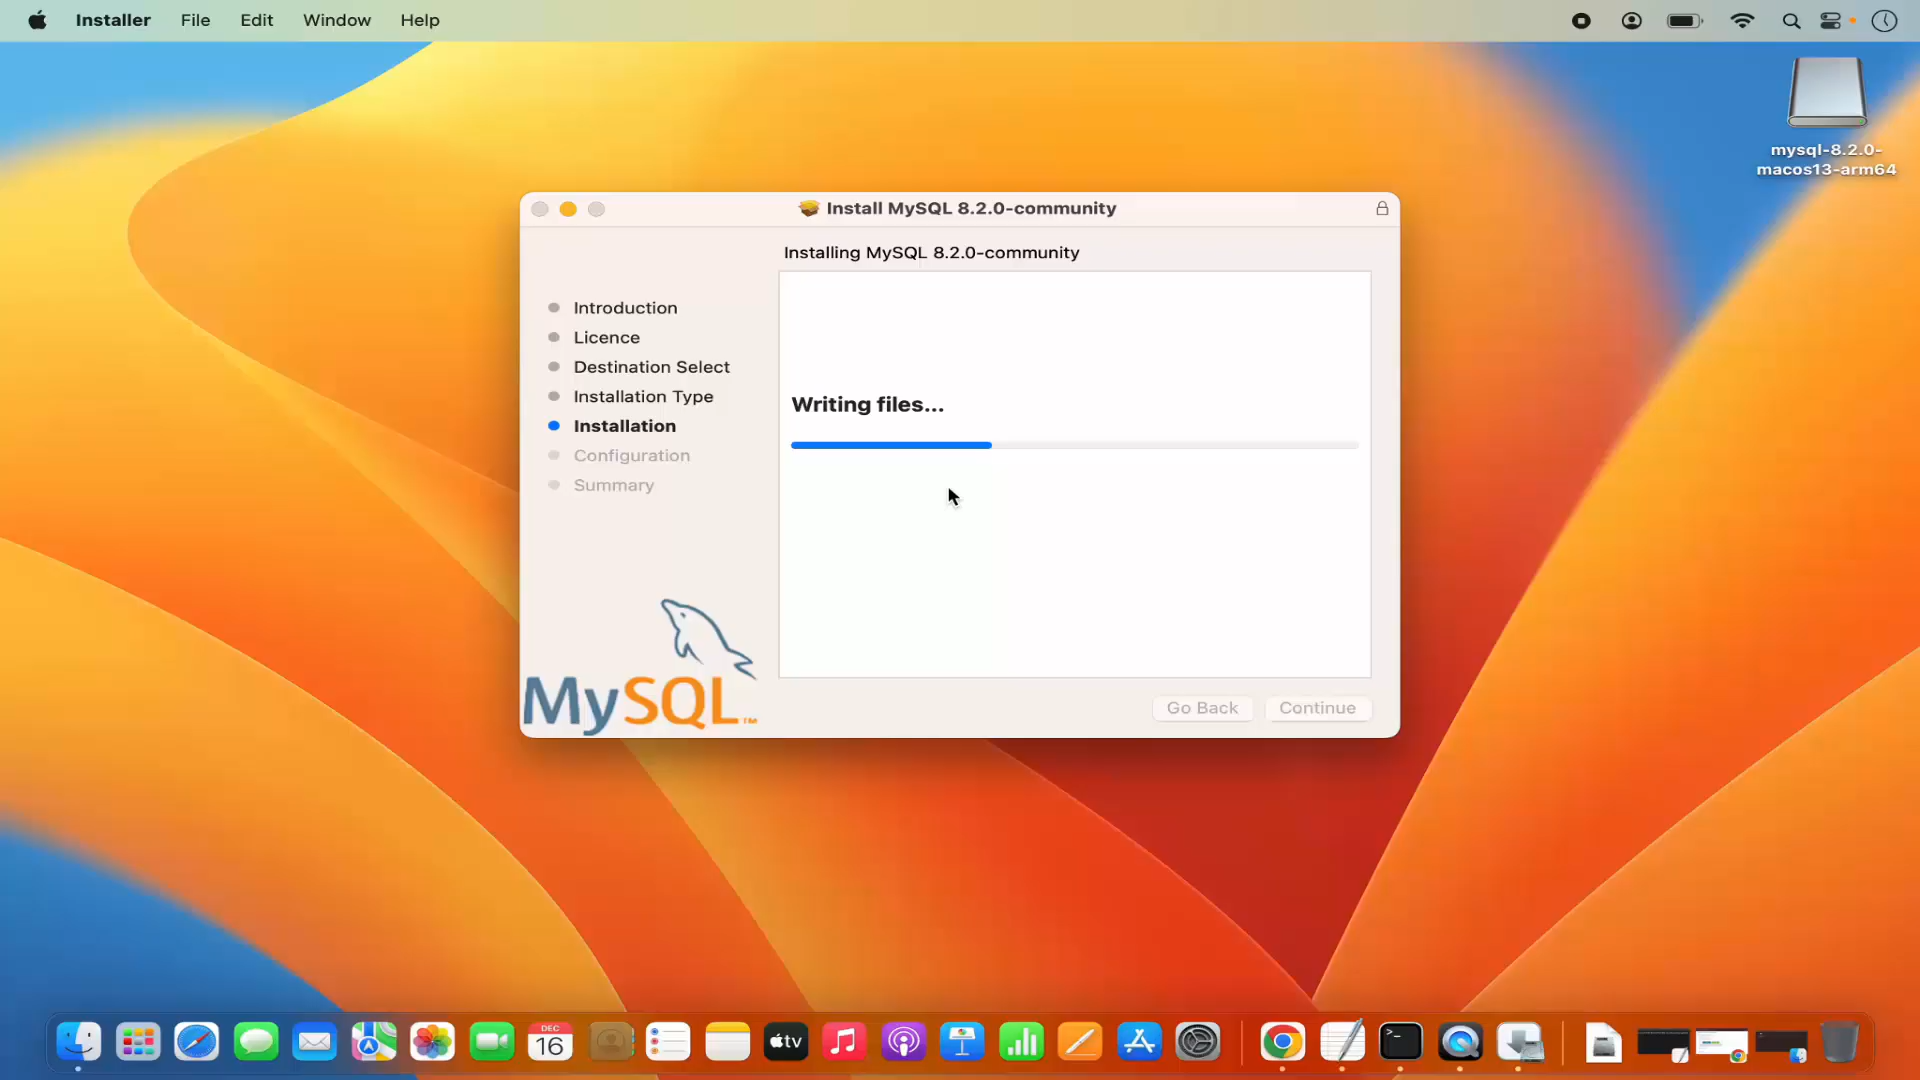 Installer File Edit Window Help
mysql-8.2.0-
macos13-arm64
Install MySQL 8.2.0-community
Installing MySQL 8.2.0-community
Introduction
Licence
Destination Select
Installation Type
Installation
Configuration
Summary
Writing files...
MySQL™
Go Back Continue
DEC
16
tv
>_